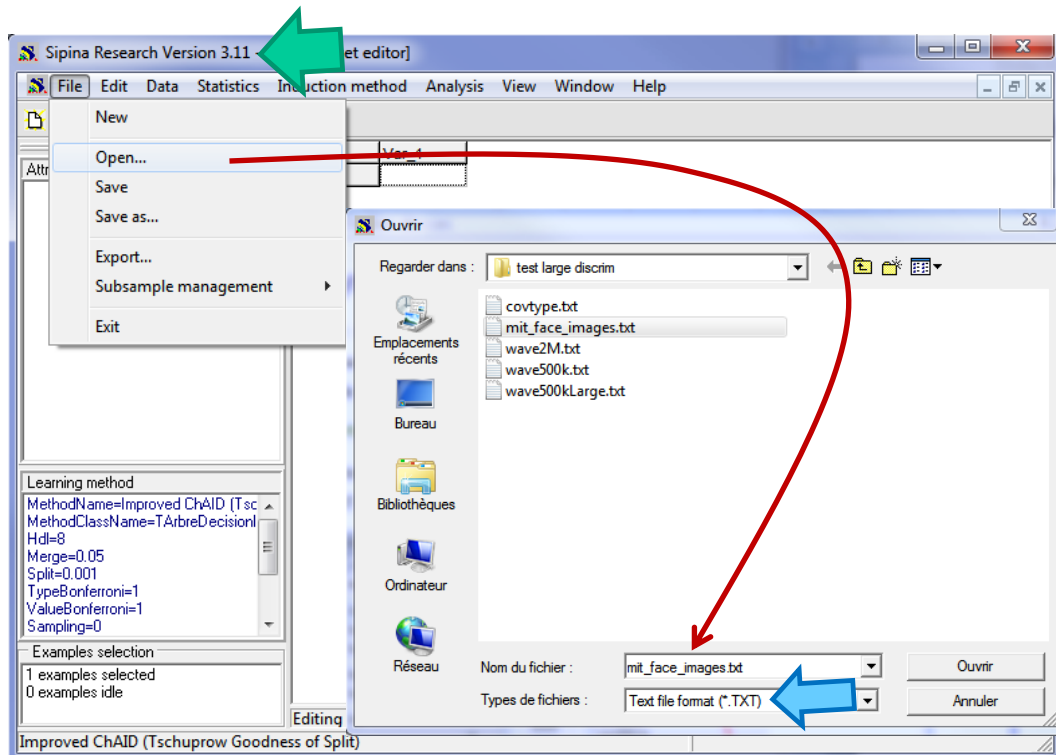 Sipina Research Version 3.11 - et editor]
File Edit Data Statistics Induction method Analysis View Window Help
New
Open...
Save
Save as...
Export...
Subsample management
Exit
Attr
Var_1
Ouvrir
Regarder dans : test large discrim
Emplacements
récents
Bureau
Bibliothèques
Ordinateur
Réseau
covtype.txt
mit_face_images.txt
wave2M.txt
wave500k.txt
wave500kLarge.txt
Nom du fichier : mit_face_images.txt Ouvrir
Types de fichiers : Text file format (*.TXT) Annuler
Learning method
MethodName=Improved ChAID (Tsc
MethodClassName=TArbreDecisionI
Hdl=8
Merge=0.05
Split=0.001
TypeBonferroni=1
ValueBonferroni=1
Sampling=0
Examples selection
1 examples selected
0 examples idle
Editing
Improved ChAID (Tschuprow Goodness of Split)